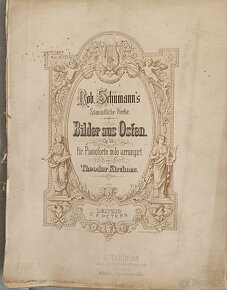 Rob. Schumann's
Sämmtliche Werke.
Bilder aus Osten.
Op. 66
für Pianoforte solo arrangirt
von
Theodor Kirchner.
LEIPZIG
C. F. PETERS.